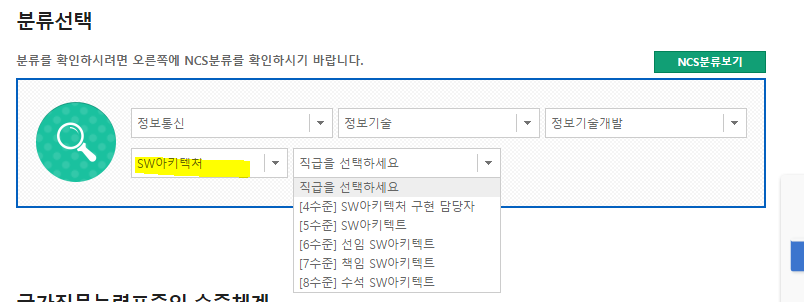 분류선택
분류를 확인하시려면 오른쪽에 NCS분류를 확인하시기 바랍니다.
NCS분류보기
정보통신
정보기술
정보기술개발
SW아키텍처
직급을 선택하세요
직급을 선택하세요
[4수준] SW아키텍처 구현 담당자
[5수준] SW아키텍트
[6수준] 선임 SW아키텍트
[7수준] 책임 SW아키텍트
[8수준] 수석 SW아키텍트